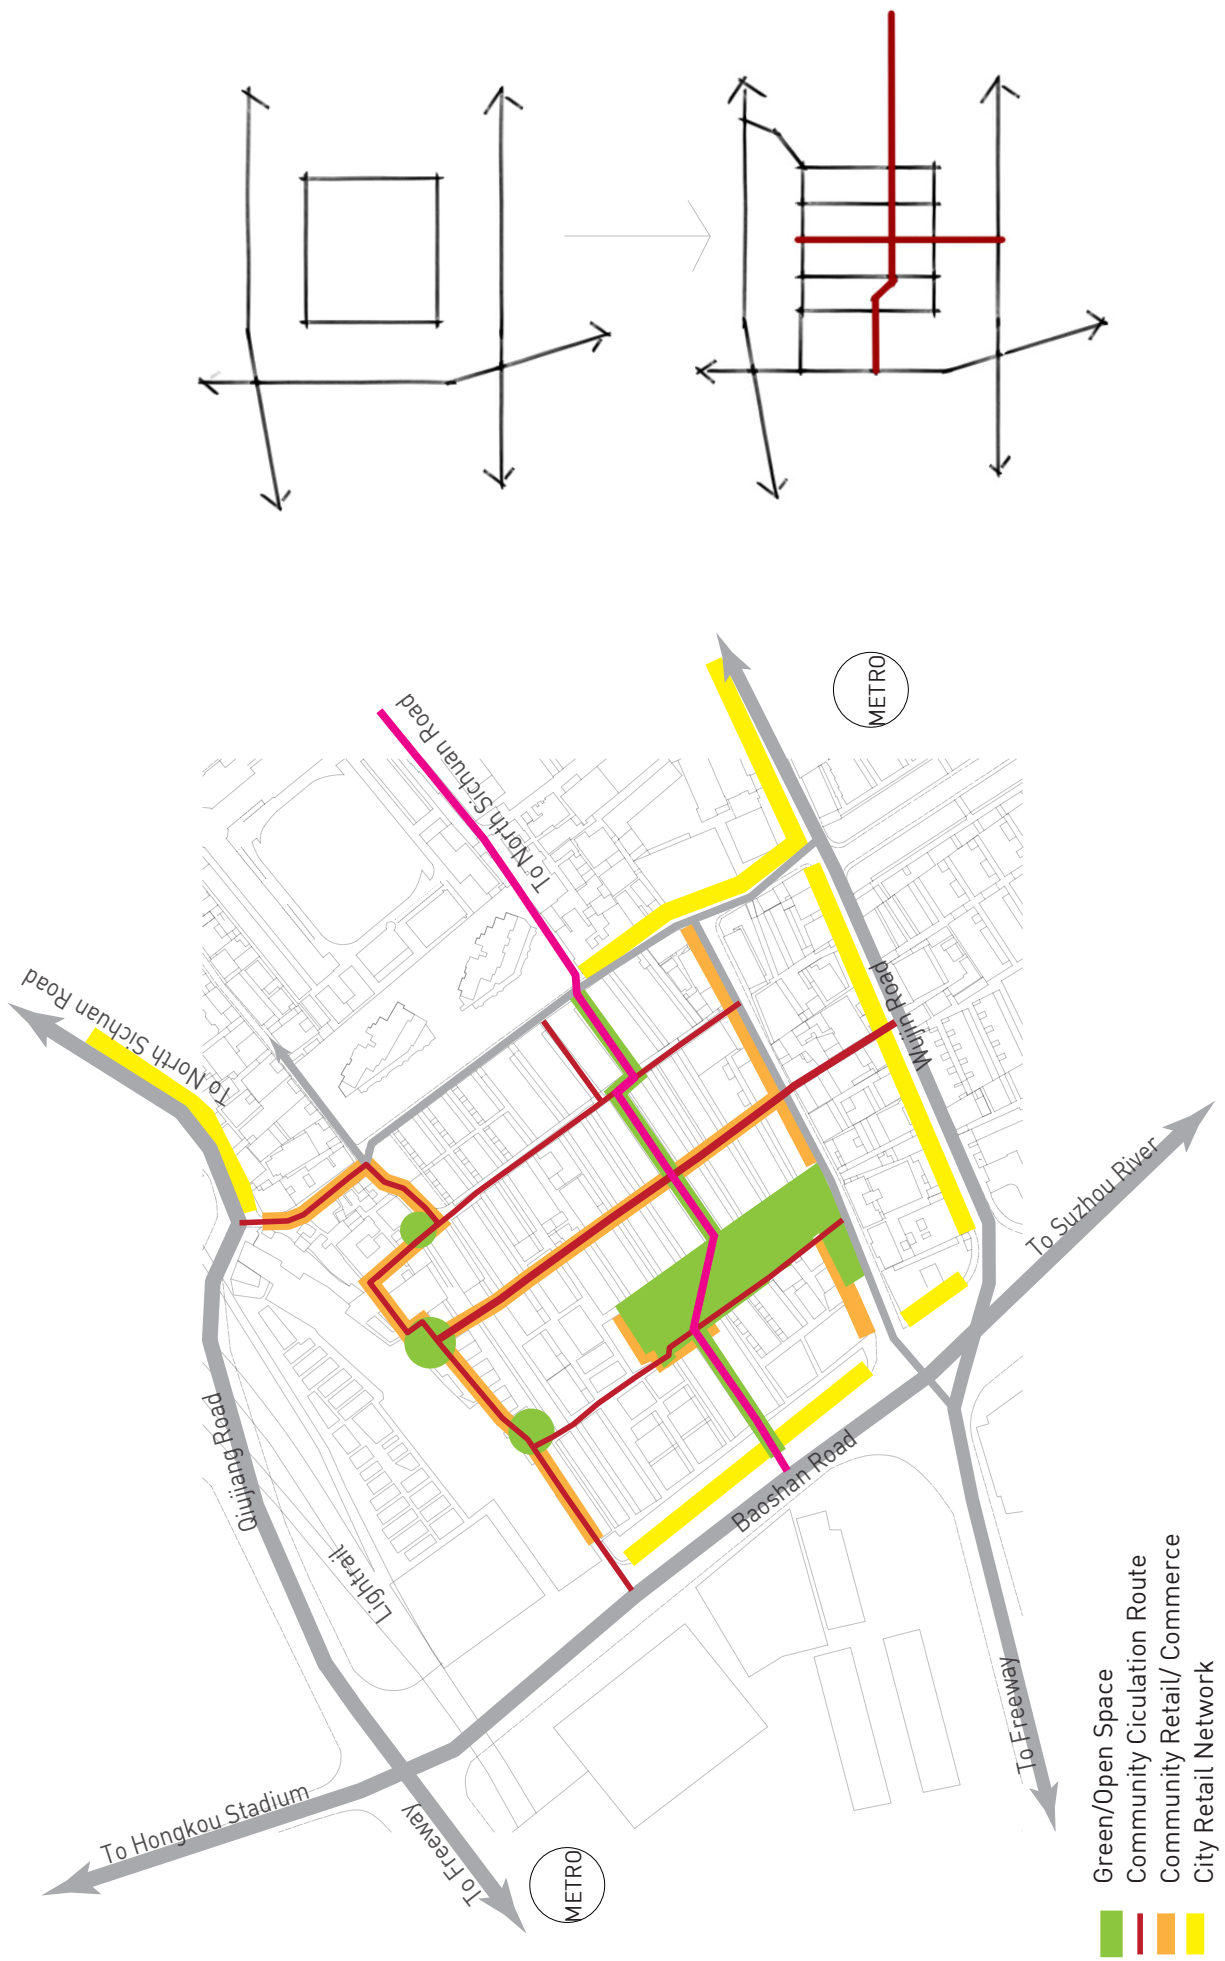 METRO
To North Sichuan Road
To North Sichuan Road
Wujin Road
To Suzhou River
Qiujiang Road
Lightrail
Baoshan Road
To Hongkou Stadium
To Freeway
METRO
To Freeway
Green/Open Space
Community Ciculation Route
Community Retail/ Commerce
City Retail Network